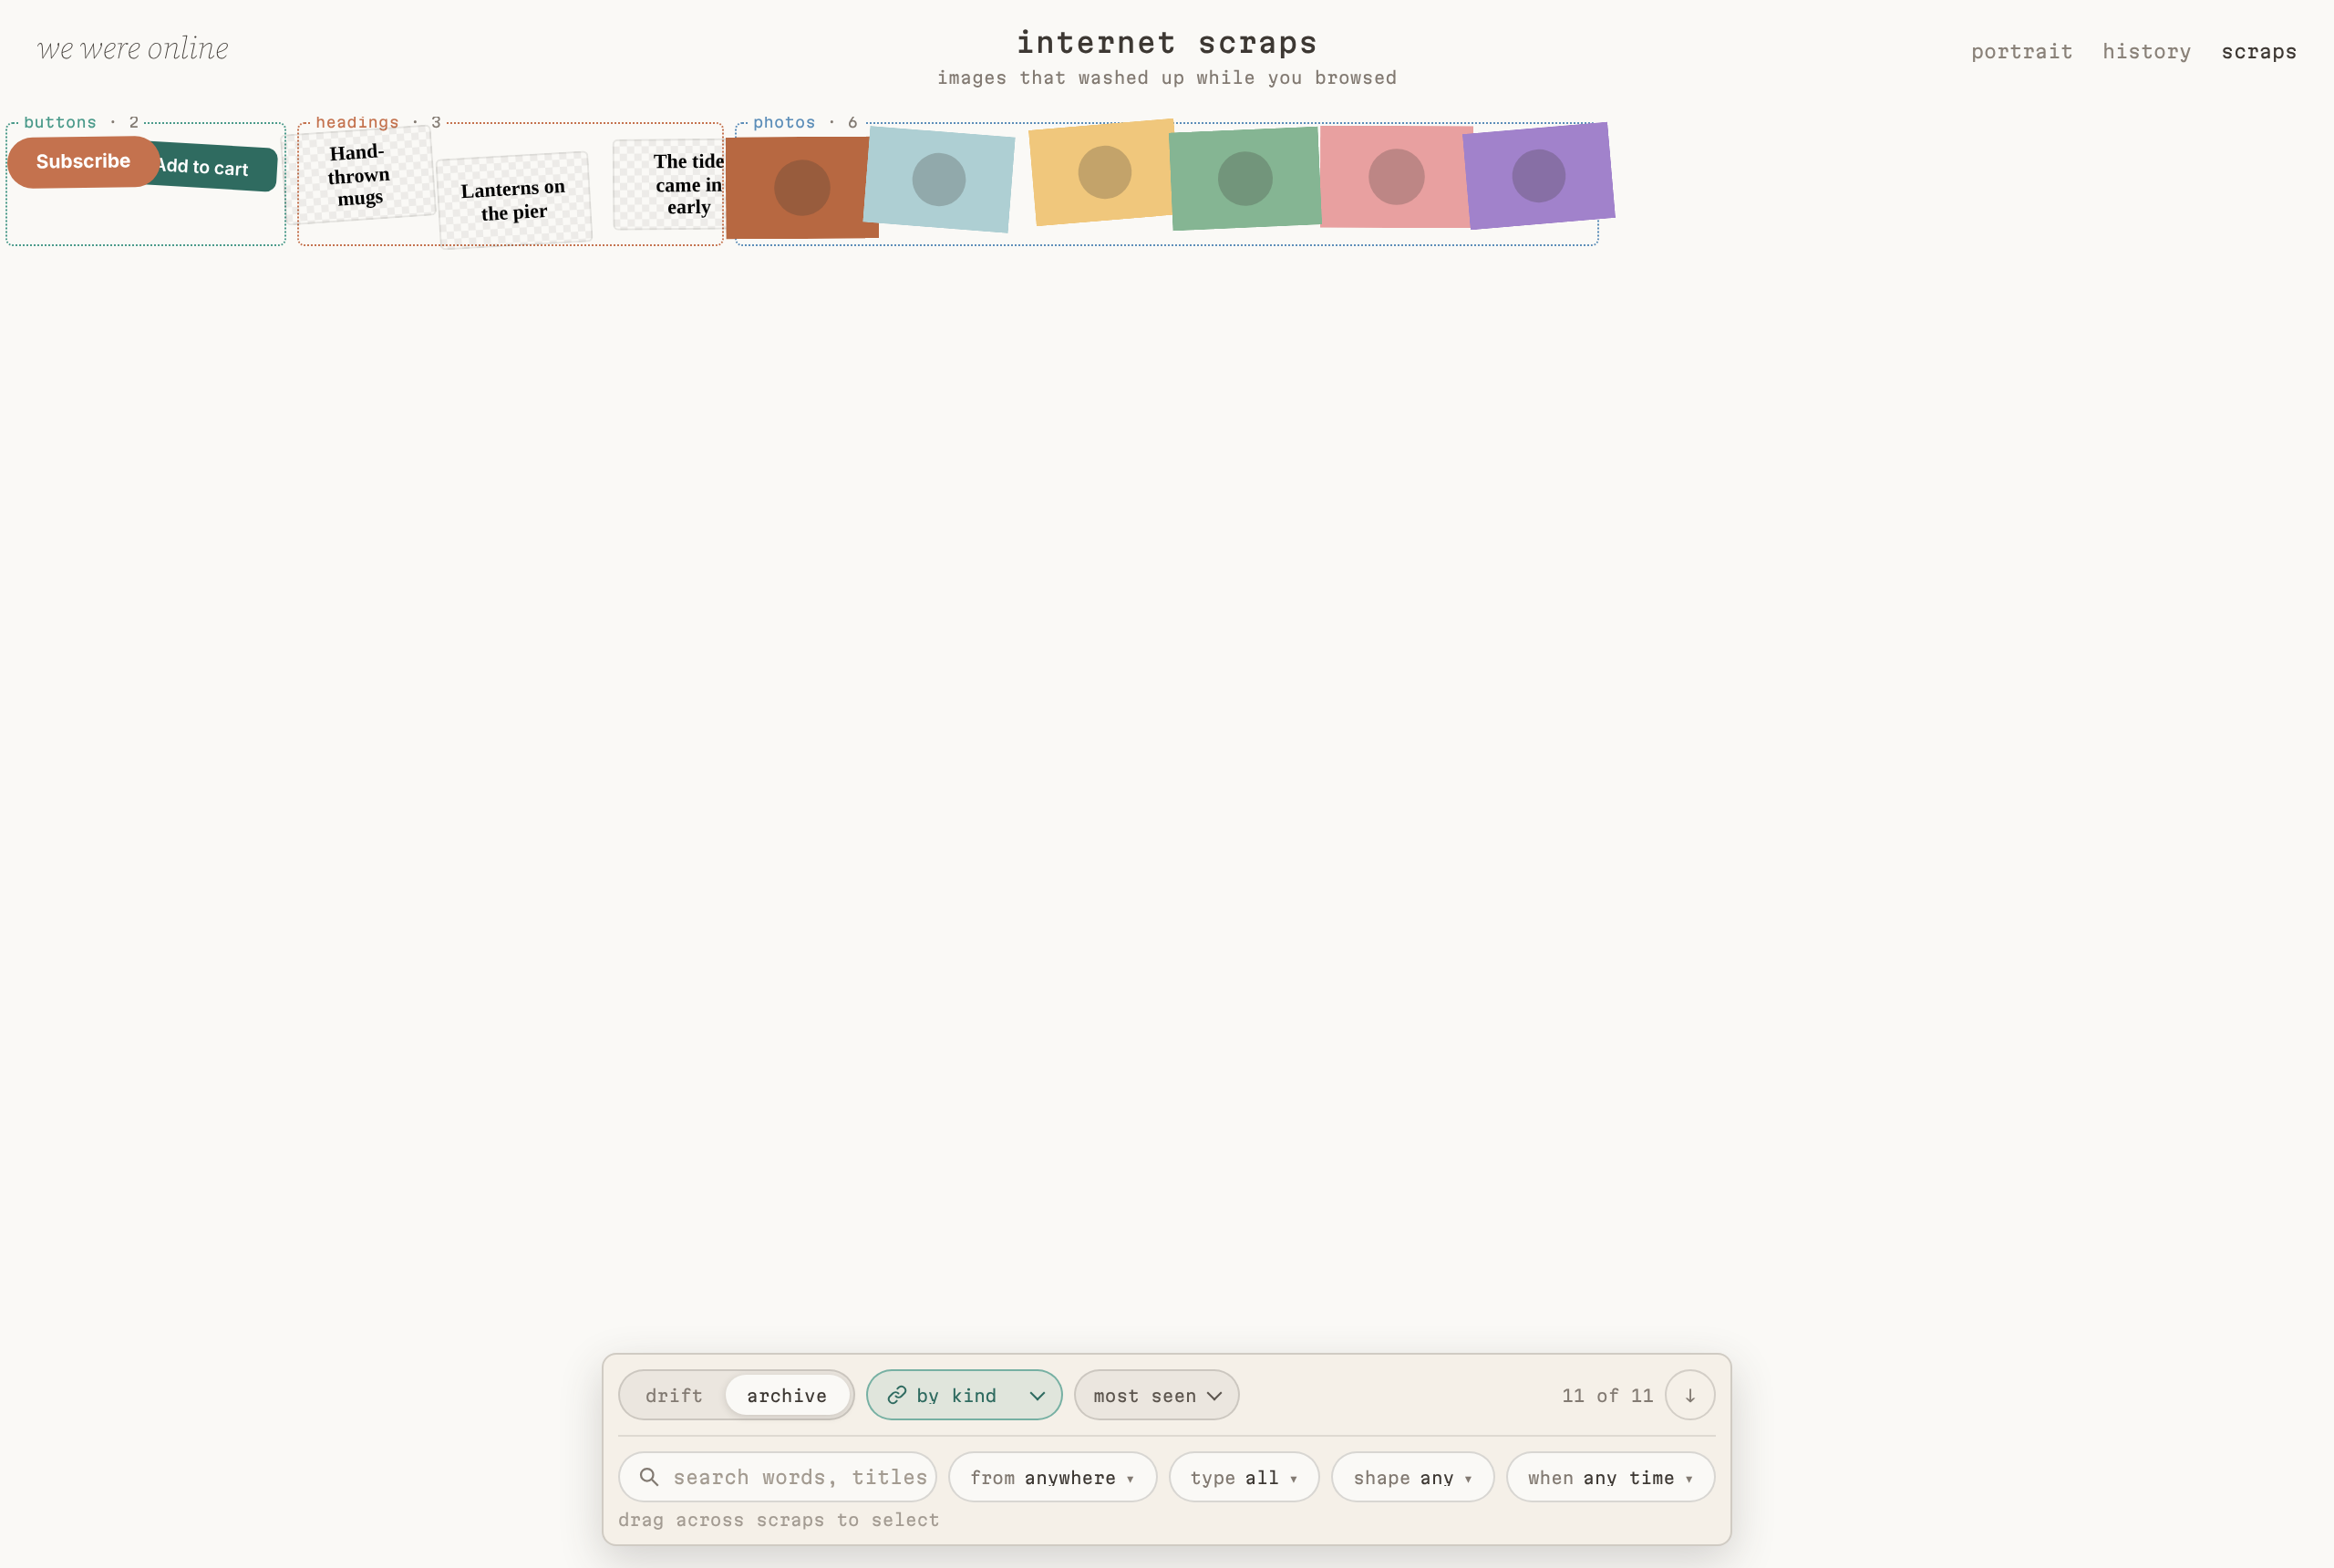 we were online
internet scraps
images that washed up while you browsed
portrait history scraps
buttons · 2
headings · 3
photos · 6
Subscribe
Add to cart
Hand-
thrown
mugs
Lanterns on
the pier
The tide
came in
early
drift archive by kind most seen 11 of 11 ↓
search words, titles from anywhere ▾ type all ▾ shape any ▾ when any time ▾
drag across scraps to select